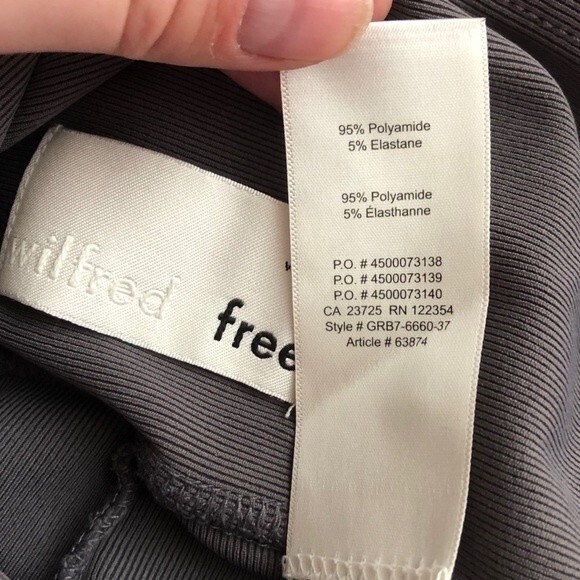 wilfred
free
95% Polyamide
5% Elastane
95% Polyamide
5% Élasthanne
P.O. # 4500073138
P.O. # 4500073139
P.O. # 4500073140
CA 23725 RN 122354
Style # GRB7-6660-37
Article # 63874